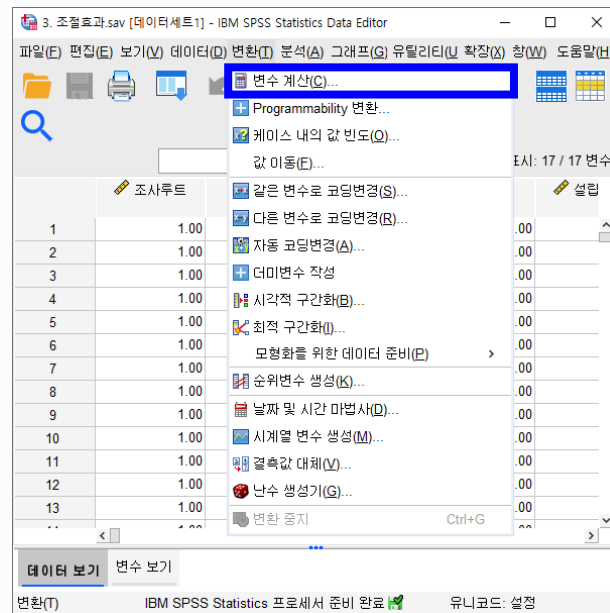 3. 조절효과.sav [데이터세트1] - IBM SPSS Statistics Data Editor
파일(F) 편집(E) 보기(V) 데이터(D) 변환(T) 분석(A) 그래프(G) 유틸리티(U 확장(X) 창(W) 도움말(H
변수 계산(C)...
Programmability 변환...
케이스 내의 값 빈도(O)...
값 이동(F)...
표시: 17 / 17 변수
같은 변수로 코딩변경(S)...
조사루트
설립
다른 변수로 코딩변경(R)...
1 1.00 .00
자동 코딩변경(A)...
2 1.00 .00
더미변수 작성
3 1.00 .00
시각적 구간화(B)...
4 1.00 .00
최적 구간화(I)...
5 1.00 .00
모형화를 위한 데이터 준비(P)
6 1.00 .00
순위변수 생성(K)...
7 1.00 .00
8 1.00 .00
날짜 및 시간 마법사(D)...
9 1.00 .00
시계열 변수 생성(M)...
10 1.00 .00
결측값 대체(V)...
11 1.00 .00
난수 생성기(G)...
12 1.00 .00
변환 중지 Ctrl+G
13 1.00 .00
데이터 보기 변수 보기
변환(T) IBM SPSS Statistics 프로세서 준비 완료 유니코드: 설정